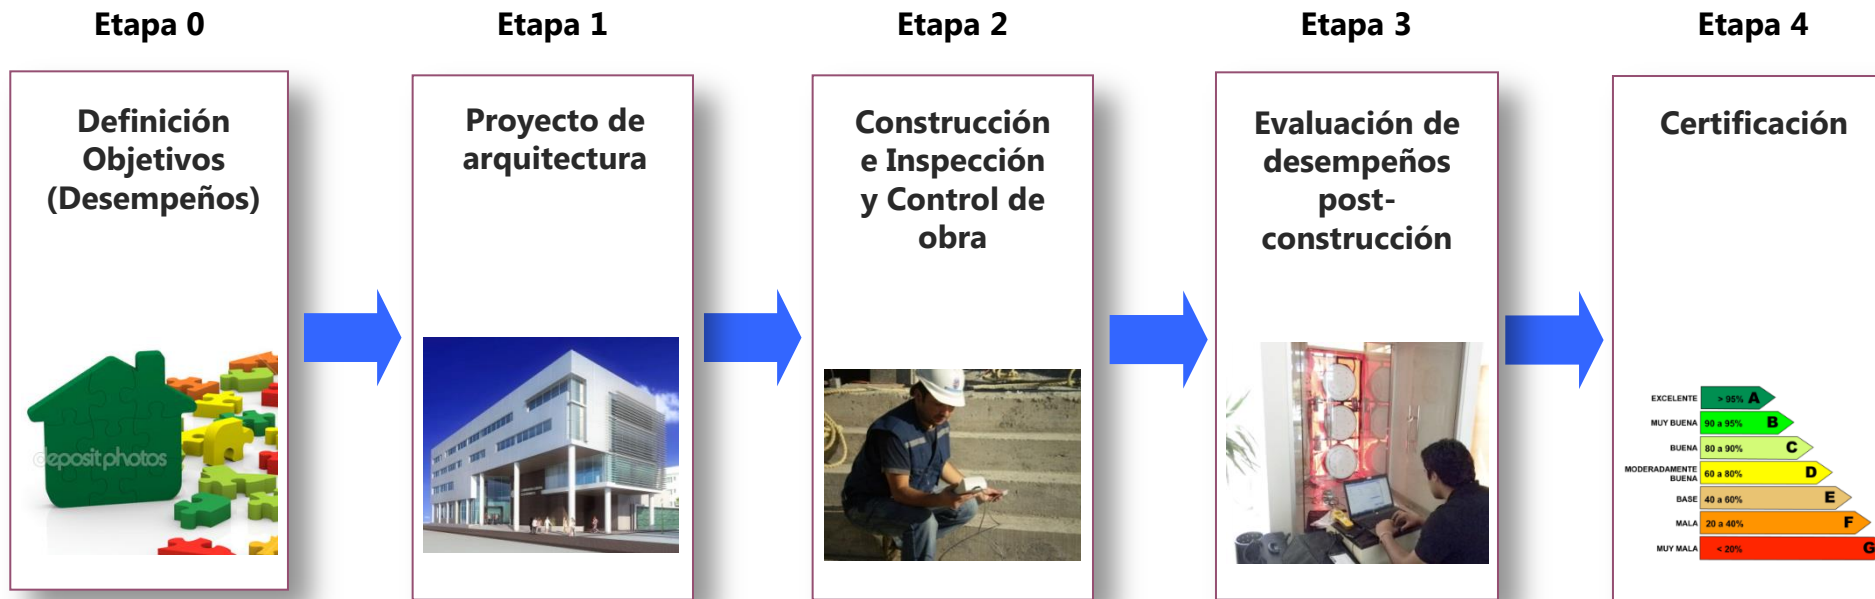 Etapa 0
Definición
Objetivos
(Desempeños)
depositphotos
Etapa 1
Proyecto de
arquitectura
Etapa 2
Construcción
e Inspección
y Control de
obra
Etapa 3
Evaluación de
desempeños
post-
construcción
Etapa 4
Certificación
EXCELENTE > 95% A
MUY BUENA 90 a 95% B
BUENA 80 a 90% C
MODERADAMENTE
BUENA 60 a 80% D
BASE 40 a 60% E
MALA 20 a 40% F
MUY MALA < 20% G